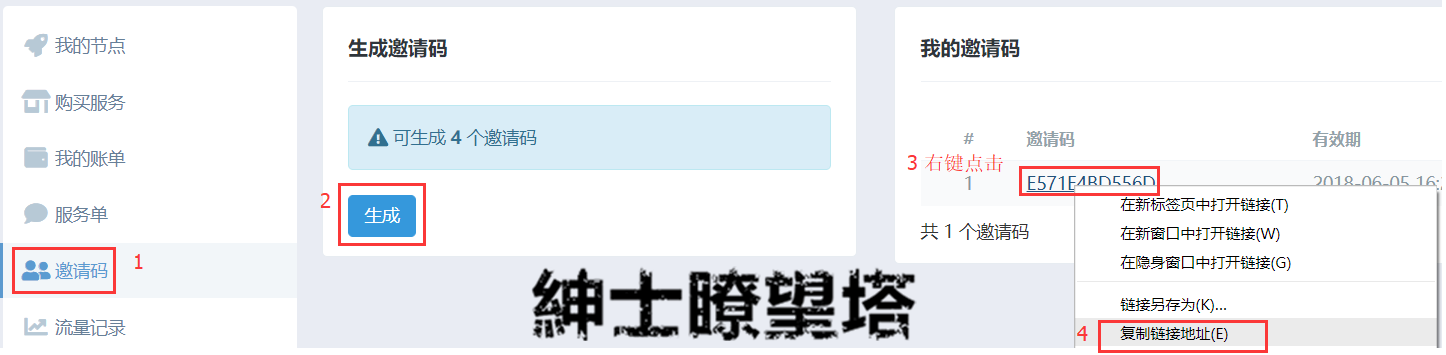 我的节点
购买服务
我的账单
服务单
邀请码
1
流量记录
生成邀请码
可生成 4 个邀请码
2
生成
紳士瞭望塔
我的邀请码
# 邀请码 有效期
3 右键点击
1 E571E4BD556D 2018-06-05 16:
共 1 个邀请码
在新标签页中打开链接(T)
在新窗口中打开链接(W)
在隐身窗口中打开链接(G)
链接另存为(K)...
4 复制链接地址(E)